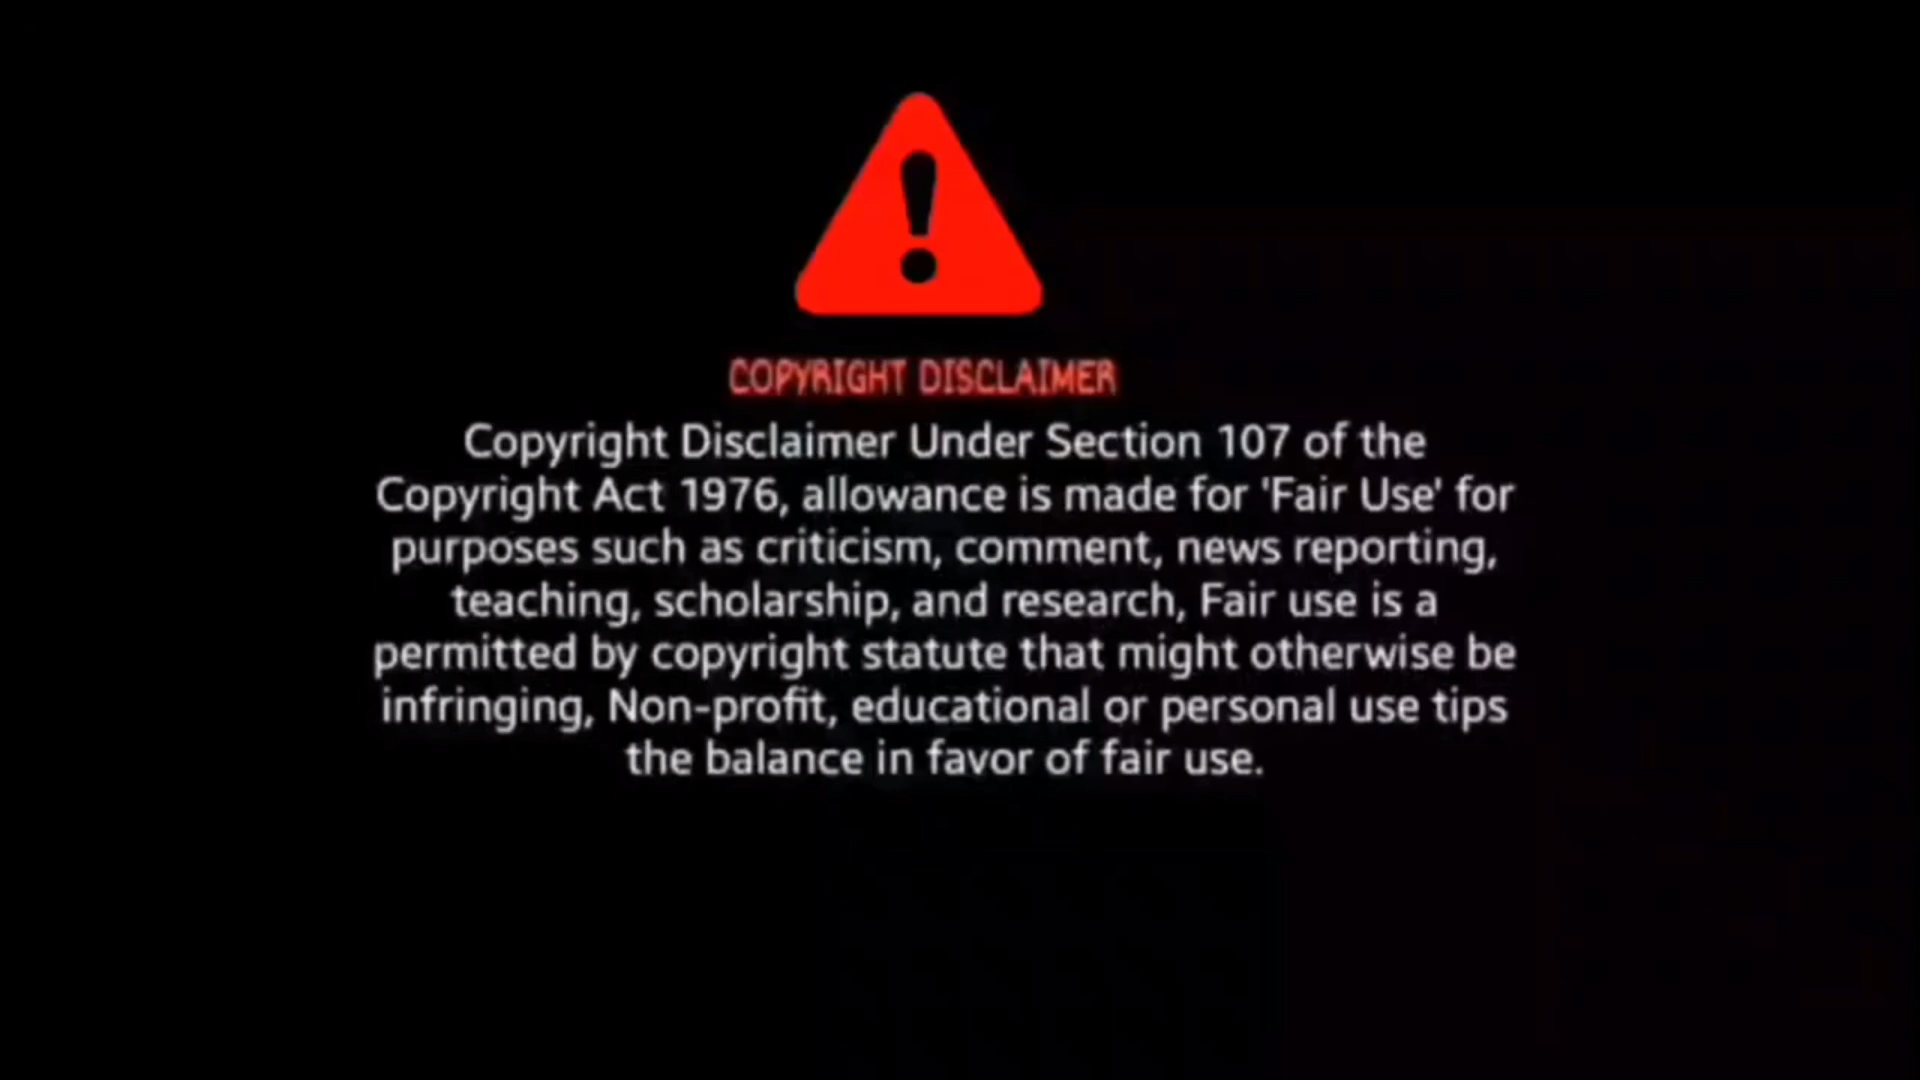 COPYRIGHT DISCLAIMER
Copyright Disclaimer Under Section 107 of the
Copyright Act 1976, allowance is made for 'Fair Use' for
purposes such as criticism, comment, news reporting,
teaching, scholarship, and research, Fair use is a
permitted by copyright statute that might otherwise be
infringing, Non-profit, educational or personal use tips
the balance in favor of fair use.